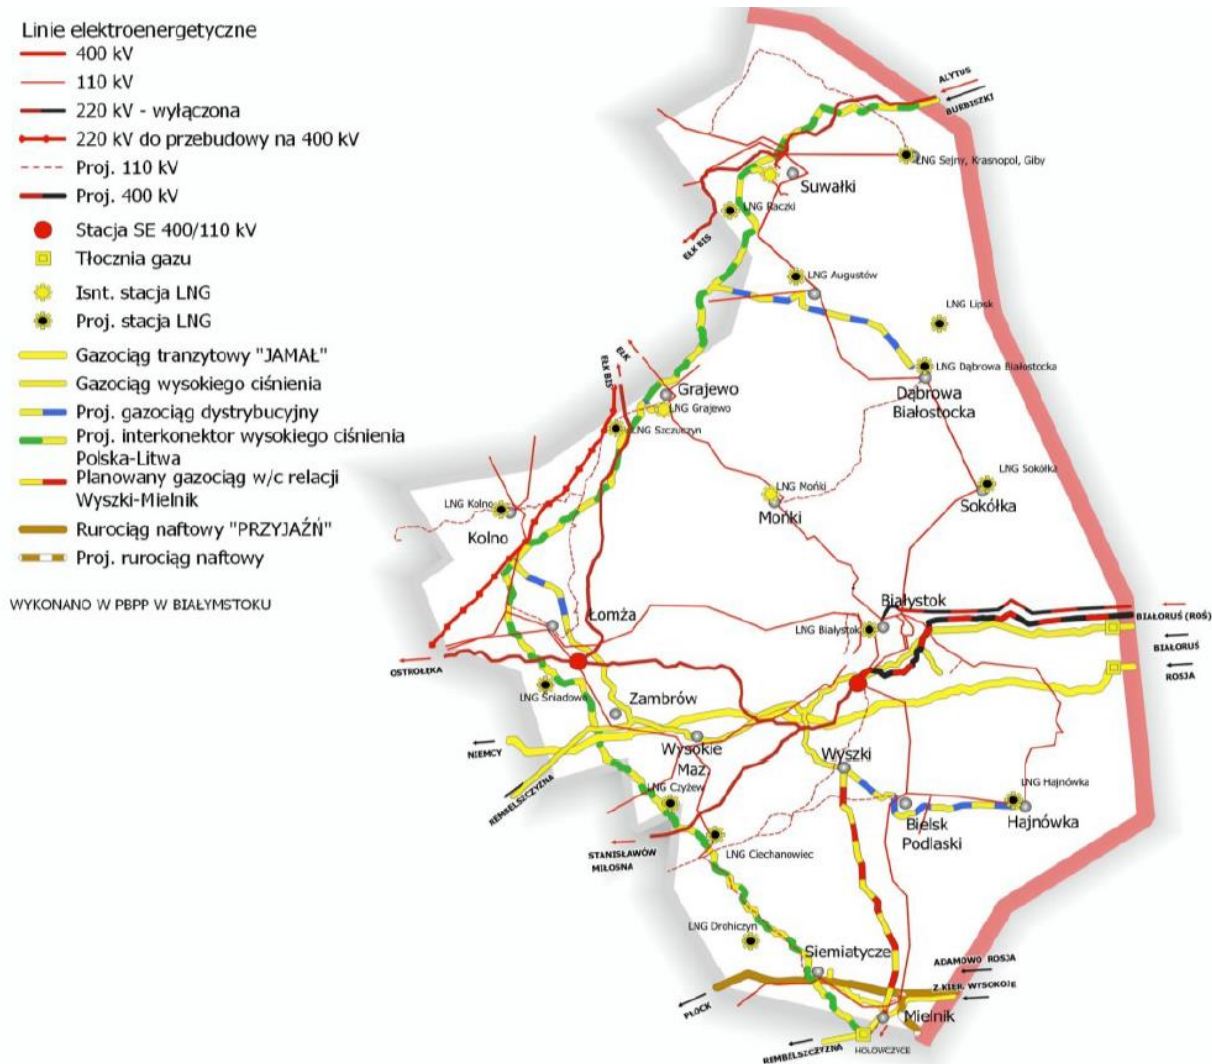 Linie elektroenergetyczne
400 kV
110 kV
220 kV - wyłączona
220 kV do przebudowy na 400 kV
Proj. 110 kV
Proj. 400 kV
Stacja SE 400/110 kV
Tłocznia gazu
Isnt. stacja LNG
Proj. stacja LNG
Gazociąg tranzytowy "JAMAŁ"
Gazociąg wysokiego ciśnienia
Proj. gazociąg dystrybucyjny
Proj. interkonektor wysokiego ciśnienia
Polska-Litwa
Planowany gazociąg w/c relacji
Wyszki-Mielnik
Rurociąg naftowy "PRZYJAŹŃ"
Proj. rurociąg naftowy
WYKONANO W PBPP W BIAŁYMSTOKU
ALYTUS
BURBISZKI
LNG Sejny, Krasnopol, Giby
Suwałki
LNG Raczki
EŁK BIS
LNG Augustów
LNG Lipsk
EŁK
EŁK BIS
LNG Dąbrowa Białostocka
Dąbrowa
Białostocka
Grajewo
LNG Grajewo
LNG Szczuczyn
LNG Sokółka
Sokółka
LNG Mońki
Mońki
LNG Kolno
Kolno
Łomża
Białystok
LNG Białystok
BIAŁORUŚ (ROŚ)
BIAŁORUŚ
ROSJA
OSTROŁĘKA
LNG Śniadowo
Zambrów
NIEMCY
Wysokie
Maz.
Wyszki
REMBELSZCZYZNA
LNG Czyżew
LNG Hajnówka
Hajnówka
Bielsk
Podlaski
STANISŁAWÓW
MIŁOSNA
LNG Ciechanowiec
LNG Drohiczyn
Siemiatycze
ADAMOWO ROSJA
Z KIER. WYSOKOJE
PŁOCK
Mielnik
REMBELSZCZYZNA
HOŁOWCZYCE